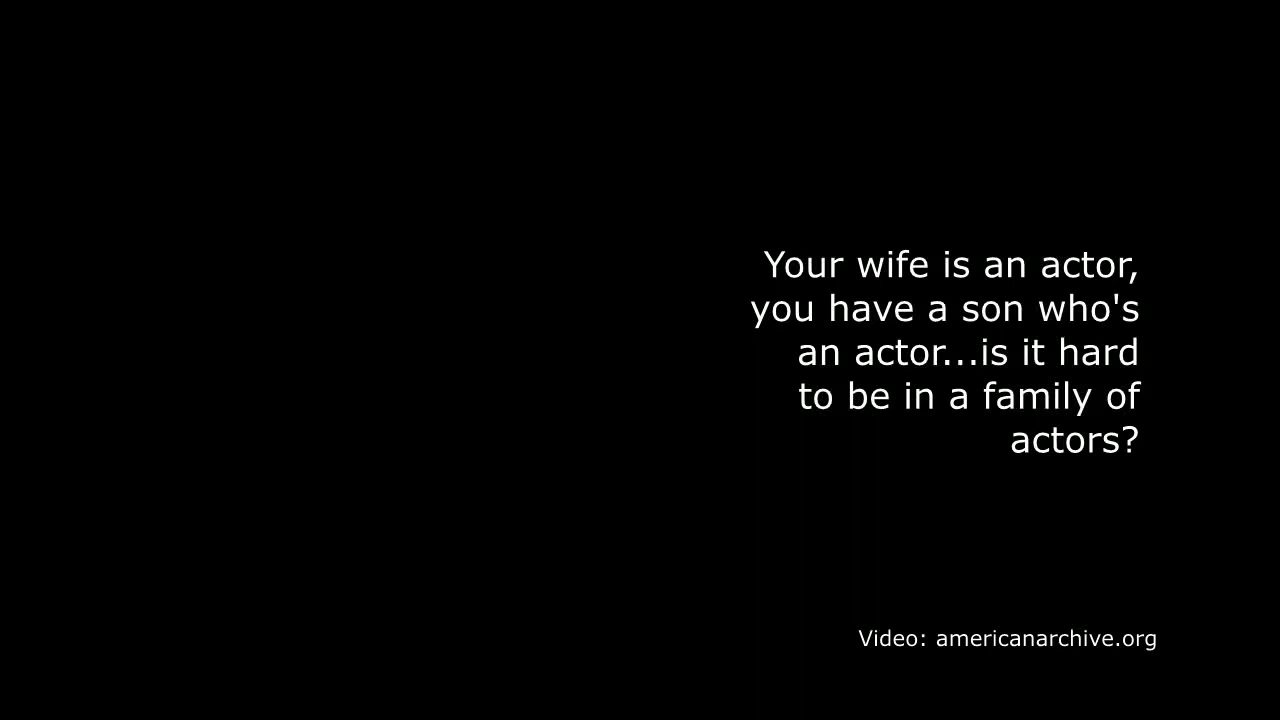 Your wife is an actor,
you have a son who's
an actor...is it hard
to be in a family of
actors?
Video: americanarchive.org